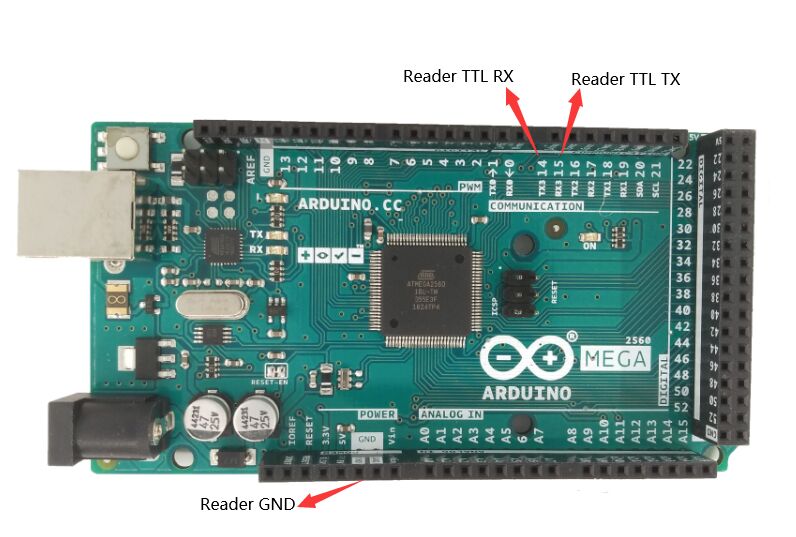 Reader TTL RX
Reader TTL TX
AREF
GND
13
12
11
10
9
8
7
6
5
4
3
2
TX0→1
RX0←0
TX3 14
RX3 15
TX2 16
RX2 17
TX1 18
RX1 19
SDA 20
SCL 21
5V
22
24
26
28
30
32
34
36
38
40
42
44
46
48
50
52
DIGITAL
GND
PWM
COMMUNICATION
ARDUINO.CC
L
TX
RX
ON
ATMEGA2560
16U-TW
ICSP
RESET
2560
MEGA
ARDUINO
RESET-EN
47
25V
47
25V
POWER
ANALOG IN
IOREF
RESET
3.3V
5V
GND
Vin
A0
A1
A2
A3
A4
A5
6
A7
A8
A9
A10
A11
A12
A13
A14
A15
Reader GND